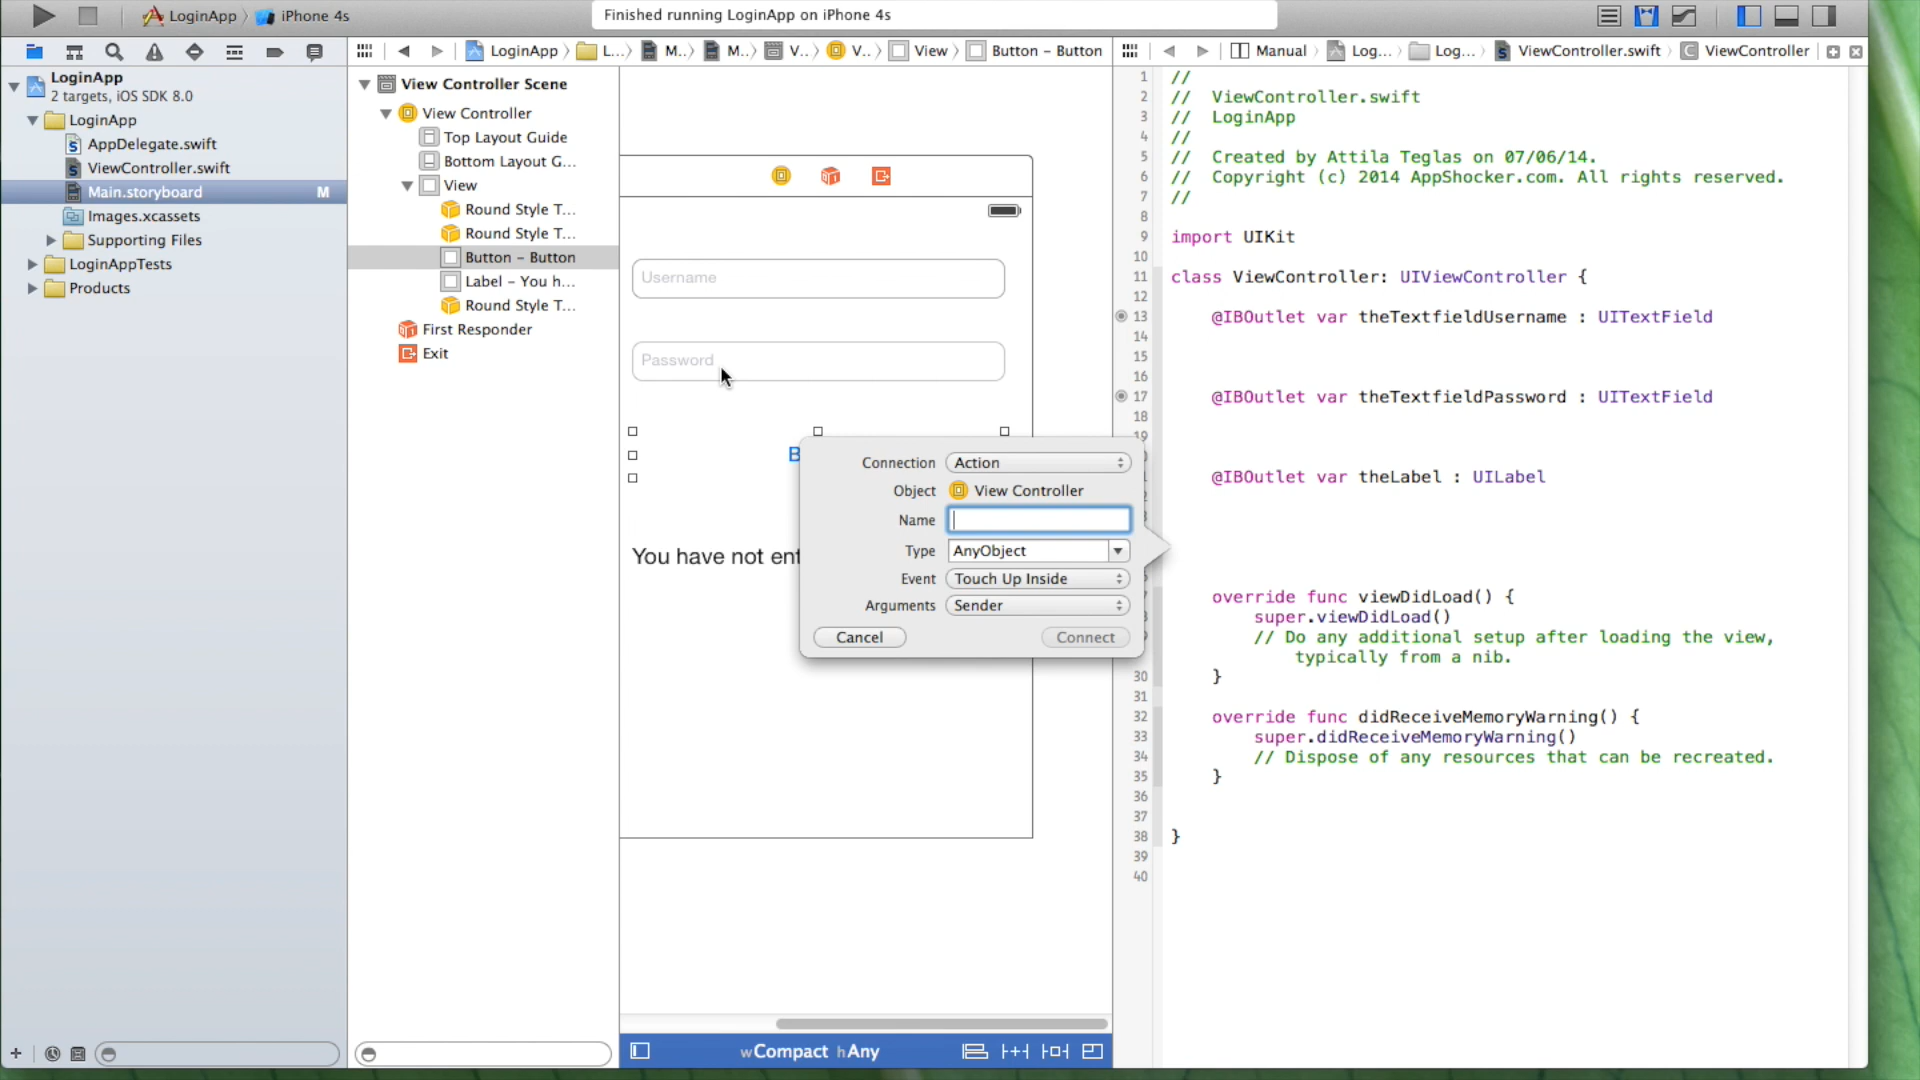 LoginApp
iPhone 4s
Finished running LoginApp on iPhone 4s
LoginApp
L...
M..
M..
V..
V..
View
Button – Button
Manual
Log...
Log...
ViewController.swift
ViewController
LoginApp
2 targets, iOS SDK 8.0
LoginApp
AppDelegate.swift
ViewController.swift
Main.storyboard
M
Images.xcassets
Supporting Files
LoginAppTests
Products
View Controller Scene
View Controller
Top Layout Guide
Bottom Layout G...
View
Round Style T...
Round Style T...
Button – Button
Label – You h...
Round Style T...
First Responder
Exit
Username
Password
B
You have not ent
Connection Action
Object View Controller
Name
Type AnyObject
Event Touch Up Inside
Arguments Sender
Cancel Connect
wCompact hAny
1 //
2 // ViewController.swift
3 // LoginApp
4 //
5 // Created by Attila Teglas on 07/06/14.
6 // Copyright (c) 2014 AppShocker.com. All rights reserved.
7 //
8
9 import UIKit
10
11 class ViewController: UIViewController {
12
13 @IBOutlet var theTextfieldUsername : UITextField
14
15
16
17 @IBOutlet var theTextfieldPassword : UITextField
18
19
@IBOutlet var theLabel : UILabel
override func viewDidLoad() {
super.viewDidLoad()
// Do any additional setup after loading the view,
typically from a nib.
30 }
31
32 override func didReceiveMemoryWarning() {
33 super.didReceiveMemoryWarning()
34 // Dispose of any resources that can be recreated.
35 }
36
37
38 }
39
40